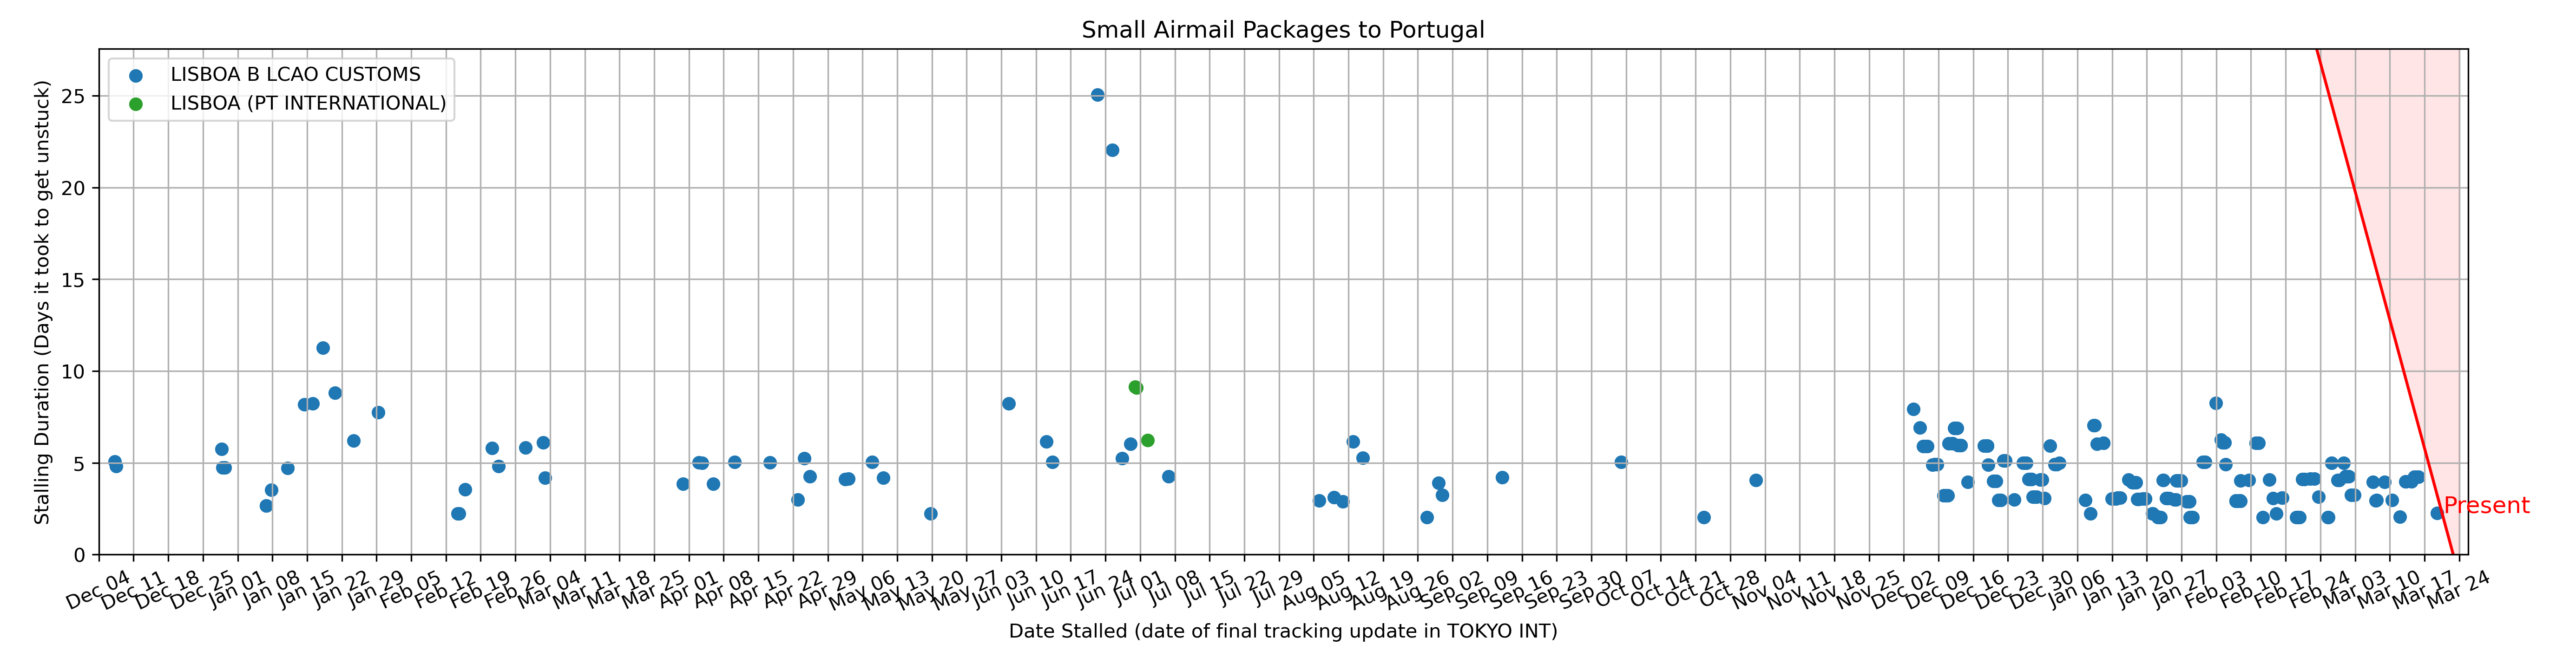 Small Airmail Packages to Portugal
LISBOA B LCAO CUSTOMS
LISBOA (PT INTERNATIONAL)
Stalling Duration (Days it took to get unstuck)
25
20
15
10
5
0
Present
Dec 04
Dec 11
Dec 18
Dec 25
Jan 01
Jan 08
Jan 15
Jan 22
Jan 29
Feb 05
Feb 12
Feb 19
Feb 26
Mar 04
Mar 11
Mar 18
Mar 25
Apr 01
Apr 08
Apr 15
Apr 22
Apr 29
May 06
May 13
May 20
May 27
Jun 03
Jun 10
Jun 17
Jun 24
Jul 01
Jul 08
Jul 15
Jul 22
Jul 29
Aug 05
Aug 12
Aug 19
Aug 26
Sep 02
Sep 09
Sep 16
Sep 23
Sep 30
Oct 07
Oct 14
Oct 21
Oct 28
Nov 04
Nov 11
Nov 18
Nov 25
Dec 02
Dec 09
Dec 16
Dec 23
Dec 30
Jan 06
Jan 13
Jan 20
Jan 27
Feb 03
Feb 10
Feb 17
Feb 24
Mar 03
Mar 10
Mar 17
Mar 24
Date Stalled (date of final tracking update in TOKYO INT)